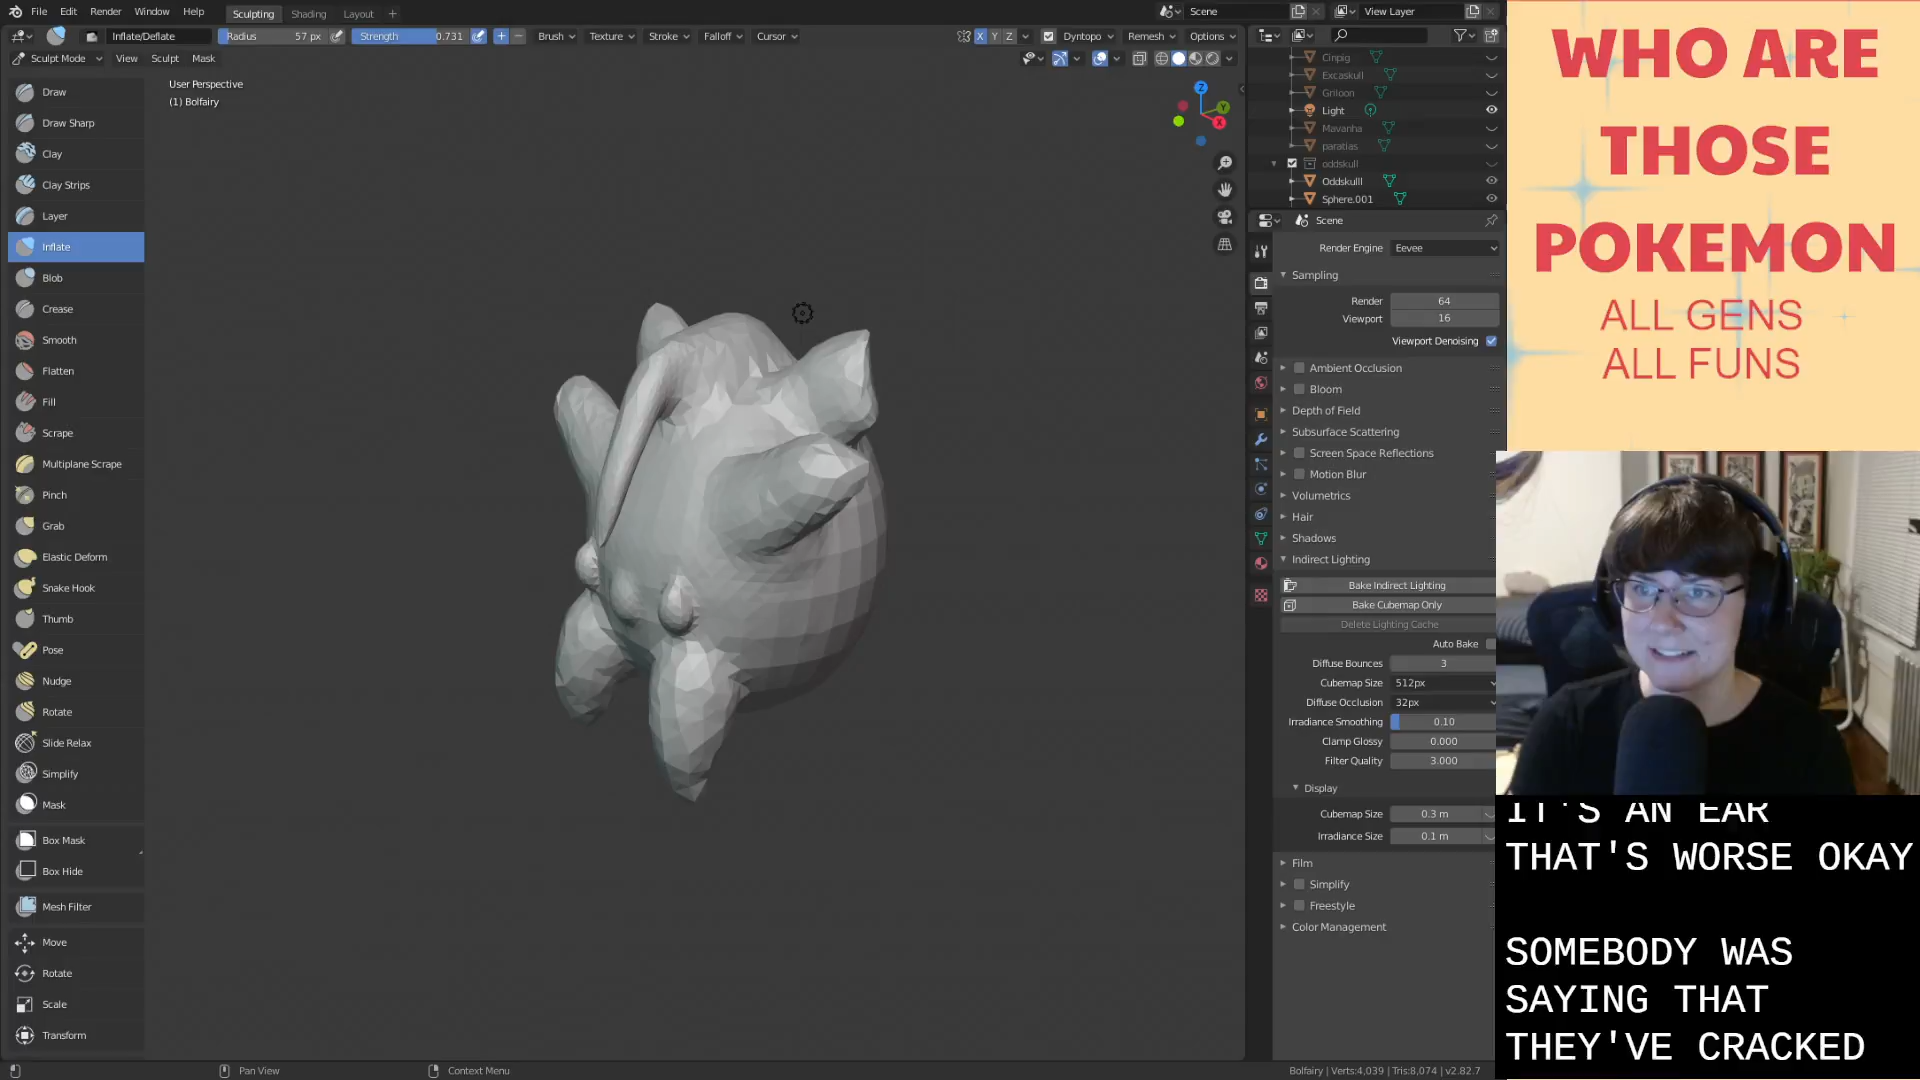 File Edit Render Window Help Sculpting Shading Layout +
Scene View Layer
Inflate/Deflate Radius 57 px Strength 0.731 + − Brush Texture Stroke Falloff Cursor X Y Z Dyntopo Remesh Options
Sculpt Mode View Sculpt Mask
User Perspective
(1) Bolfairy
Draw
Draw Sharp
Clay
Clay Strips
Layer
Inflate
Blob
Crease
Smooth
Flatten
Fill
Scrape
Multiplane Scrape
Pinch
Grab
Elastic Deform
Snake Hook
Thumb
Pose
Nudge
Rotate
Slide Relax
Simplify
Mask
Box Mask
Box Hide
Mesh Filter
Move
Rotate
Scale
Transform
Z
Y
X
Cinpig
Excaskull
Griloon
Light
Mavanha
paratias
oddskull
Oddskulll
Sphere.001
Scene
Render Engine Eevee
Sampling
Render 64
Viewport 16
Viewport Denoising
Ambient Occlusion
Bloom
Depth of Field
Subsurface Scattering
Screen Space Reflections
Motion Blur
Volumetrics
Hair
Shadows
Indirect Lighting
Bake Indirect Lighting
Bake Cubemap Only
Delete Lighting Cache
Auto Bake
Diffuse Bounces 3
Cubemap Size 512px
Diffuse Occlusion 32px
Irradiance Smoothing 0.10
Clamp Glossy 0.000
Filter Quality 3.000
Display
Cubemap Size 0.3 m
Irradiance Size 0.1 m
Film
Simplify
Freestyle
Color Management
Pan View Context Menu
Bolfairy | Verts:4,039 | Tris:8,074 | v2.82.7
WHO ARE
THOSE
POKEMON
ALL GENS
ALL FUNS
IT'S AN EAR
THAT'S WORSE OKAY
SOMEBODY WAS
SAYING THAT
THEY'VE CRACKED